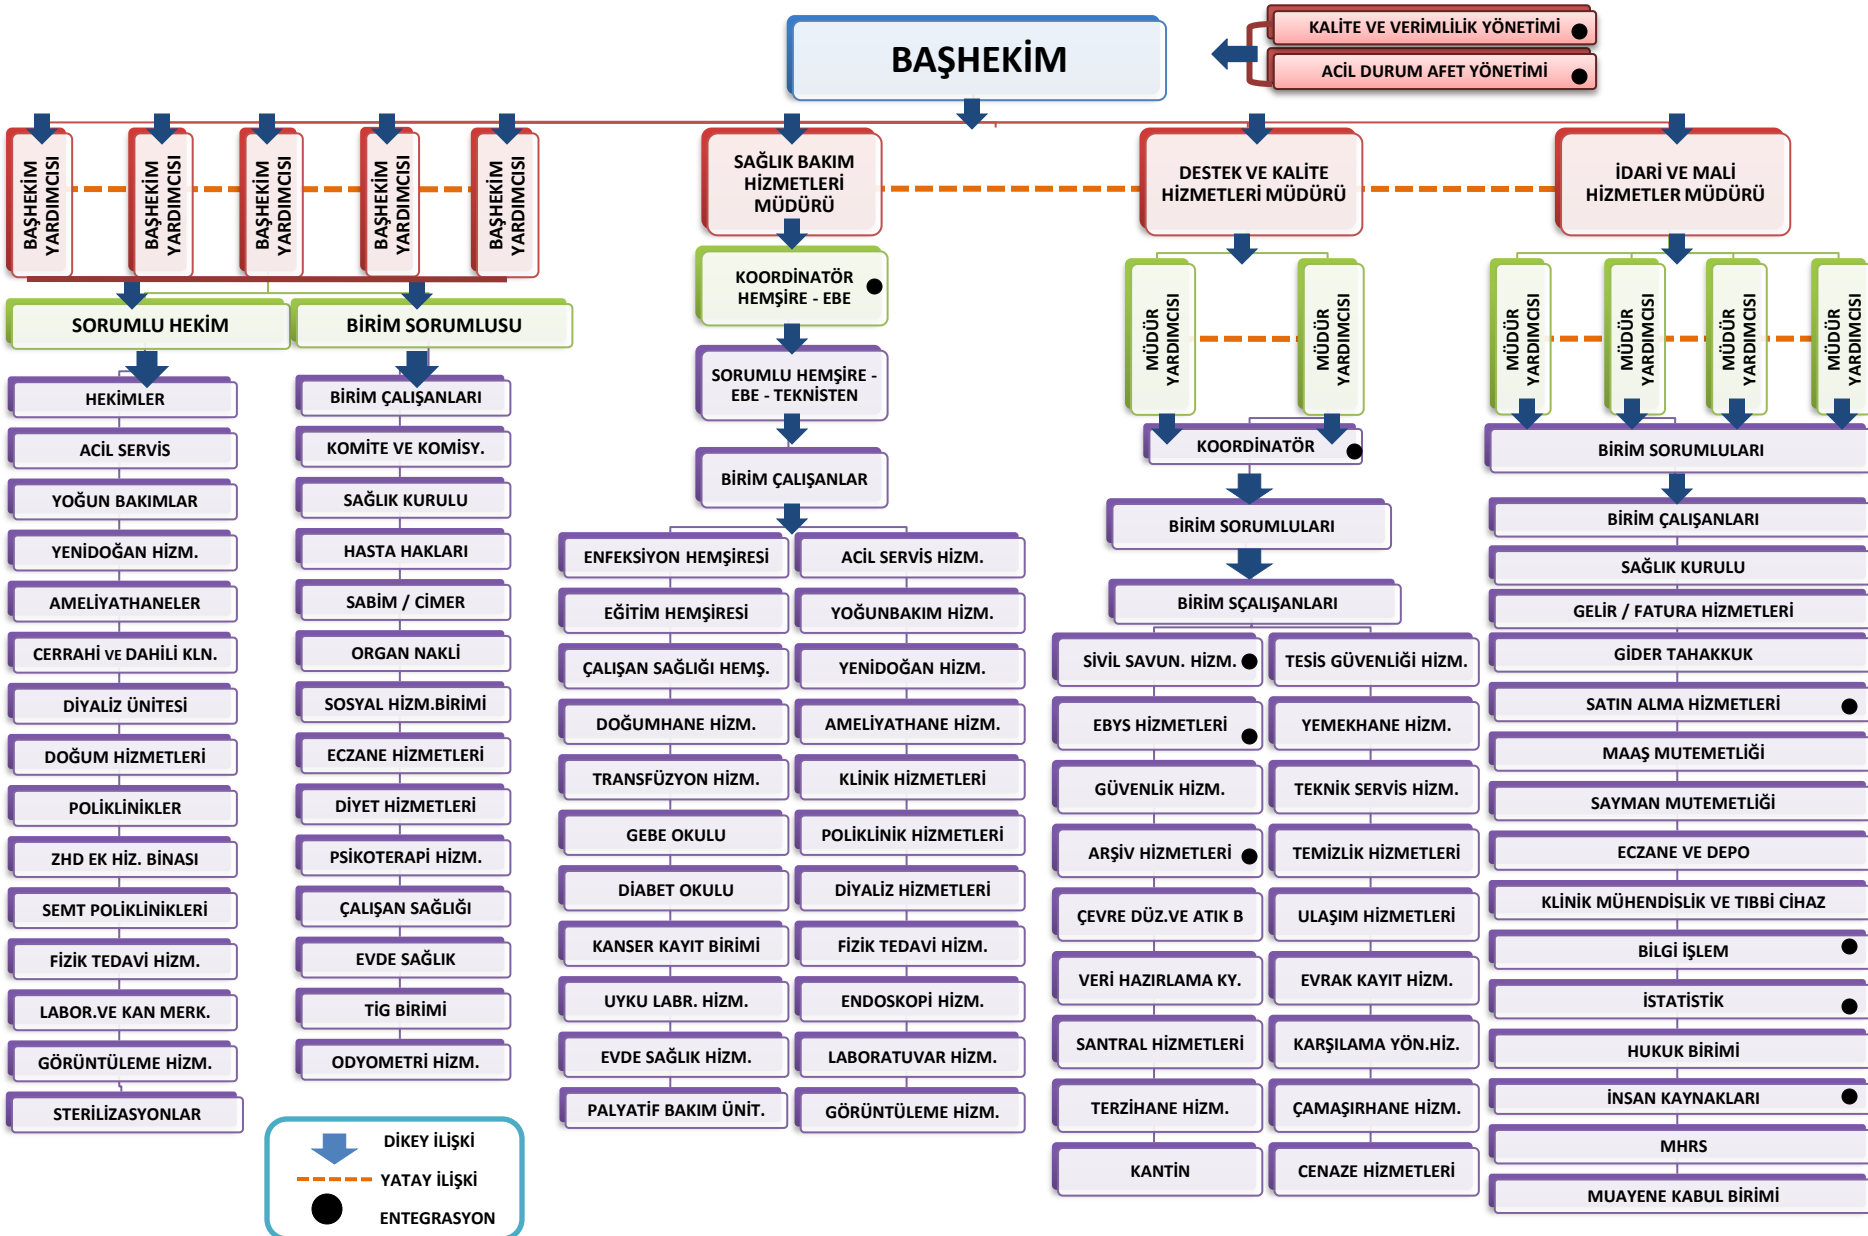 BAŞHEKİM
KALİTE VE VERİMLİLİK YÖNETİMİ
ACİL DURUM AFET YÖNETİMİ
BAŞHEKİM
YARDIMCISI
BAŞHEKİM
YARDIMCISI
BAŞHEKİM
YARDIMCISI
BAŞHEKİM
YARDIMCISI
BAŞHEKİM
YARDIMCISI
SAĞLIK BAKIM
HİZMETLERİ
MÜDÜRÜ
DESTEK VE KALİTE
HİZMETLERİ MÜDÜRÜ
İDARİ VE MALİ
HİZMETLER MÜDÜRÜ
SORUMLU HEKİM
HEKİMLER
ACİL SERVİS
YOĞUN BAKIMLAR
YENİDOĞAN HİZM.
AMELİYATHANELER
CERRAHİ VE DAHİLİ KLN.
DİYALİZ ÜNİTESİ
DOĞUM HİZMETLERİ
POLİKLİNİKLER
ZHD EK HİZ. BİNASI
SEMT POLİKLİNİKLERİ
FİZİK TEDAVİ HİZM.
LABOR.VE KAN MERK.
GÖRÜNTÜLEME HİZM.
STERİLİZASYONLAR
BİRİM SORUMLUSU
BİRİM ÇALIŞANLARI
KOMİTE VE KOMİSY.
SAĞLIK KURULU
HASTA HAKLARI
SABİM / CİMER
ORGAN NAKLİ
SOSYAL HİZM.BİRİMİ
ECZANE HİZMETLERİ
DİYET HİZMETLERİ
PSİKOTERAPİ HİZM.
ÇALIŞAN SAĞLIĞI
EVDE SAĞLIK
TİG BİRİMİ
ODYOMETRİ HİZM.
KOORDİNATÖR
HEMŞİRE - EBE
SORUMLU HEMŞİRE -
EBE - TEKNİSTEN
BİRİM ÇALIŞANLAR
ENFEKSİYON HEMŞİRESİ
EĞİTİM HEMŞİRESİ
ÇALIŞAN SAĞLIĞI HEMŞ.
DOĞUMHANE HİZM.
TRANSFÜZYON HİZM.
GEBE OKULU
DİABET OKULU
KANSER KAYIT BİRİMİ
UYKU LABR. HİZM.
EVDE SAĞLIK HİZM.
PALYATİF BAKIM ÜNİT.
ACİL SERVİS HİZM.
YOĞUNBAKIM HİZM.
YENİDOĞAN HİZM.
AMELİYATHANE HİZM.
KLİNİK HİZMETLERİ
POLİKLİNİK HİZMETLERİ
DİYALİZ HİZMETLERİ
FİZİK TEDAVİ HİZM.
ENDOSKOPİ HİZM.
LABORATUVAR HİZM.
GÖRÜNTÜLEME HİZM.
MÜDÜR
YARDIMCISI
MÜDÜR
YARDIMCISI
KOORDİNATÖR
BİRİM SORUMLULARI
BİRİM SÇALIŞANLARI
SİVİL SAVUN. HİZM.
EBYS HİZMETLERİ
GÜVENLİK HİZM.
ARŞİV HİZMETLERİ
ÇEVRE DÜZ.VE ATIK B
VERİ HAZIRLAMA KY.
SANTRAL HİZMETLERİ
TERZİHANE HİZM.
KANTİN
TESIS GÜVENLİĞİ HİZM.
YEMEKHANE HİZM.
TEKNİK SERVİS HİZM.
TEMİZLİK HİZMETLERİ
ULAŞIM HİZMETLERİ
EVRAK KAYIT HİZM.
KARŞILAMA YÖN.HİZ.
ÇAMAŞIRHANE HİZM.
CENAZE HİZMETLERİ
MÜDÜR
YARDIMCISI
MÜDÜR
YARDIMCISI
MÜDÜR
YARDIMCISI
MÜDÜR
YARDIMCISI
BİRİM SORUMLULARI
BİRİM ÇALIŞANLARI
SAĞLIK KURULU
GELİR / FATURA HİZMETLERİ
GİDER TAHAKKUK
SATIN ALMA HİZMETLERİ
MAAŞ MUTEMETLİĞİ
SAYMAN MUTEMETLİĞİ
ECZANE VE DEPO
KLİNİK MÜHENDİSLİK VE TIBBİ CİHAZ
BİLGİ İŞLEM
İSTATİSTİK
HUKUK BİRİMİ
İNSAN KAYNAKLARI
MHRS
MUAYENE KABUL BİRİMİ
DİKEY İLİŞKİ
YATAY İLİŞKİ
ENTEGRASYON